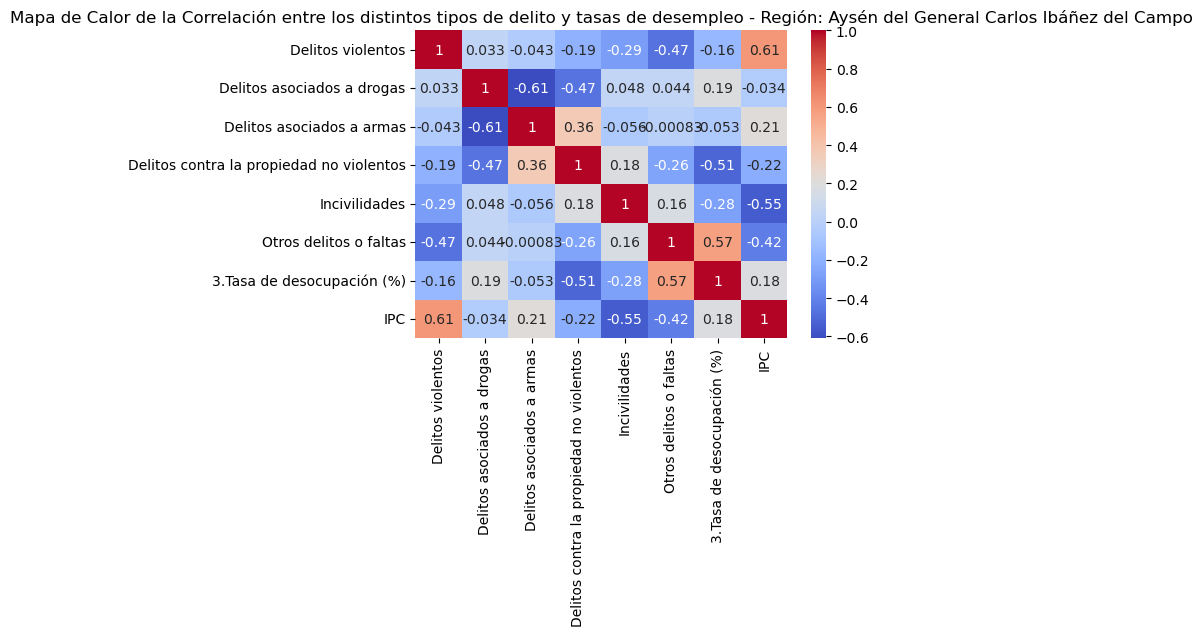 Mapa de Calor de la Correlación entre los distintos tipos de delito y tasas de desempleo - Región: Aysén del General Carlos Ibáñez del Campo
Delitos violentos 1 0.033 -0.043 -0.19 -0.29 -0.47 -0.16 0.61
Delitos asociados a drogas 0.033 1 -0.61 -0.47 0.048 0.044 0.19 -0.034
Delitos asociados a armas -0.043 -0.61 1 0.36 -0.056 -0.00083 -0.053 0.21
Delitos contra la propiedad no violentos -0.19 -0.47 0.36 1 0.18 -0.26 -0.51 -0.22
Incivilidades -0.29 0.048 -0.056 0.18 1 0.16 -0.28 -0.55
Otros delitos o faltas -0.47 0.044 -0.00083 -0.26 0.16 1 0.57 -0.42
3.Tasa de desocupación (%) -0.16 0.19 -0.053 -0.51 -0.28 0.57 1 0.18
IPC 0.61 -0.034 0.21 -0.22 -0.55 -0.42 0.18 1
Delitos violentos
Delitos asociados a drogas
Delitos asociados a armas
Delitos contra la propiedad no violentos
Incivilidades
Otros delitos o faltas
3.Tasa de desocupación (%)
IPC
1.0
0.8
0.6
0.4
0.2
0.0
−0.2
−0.4
−0.6